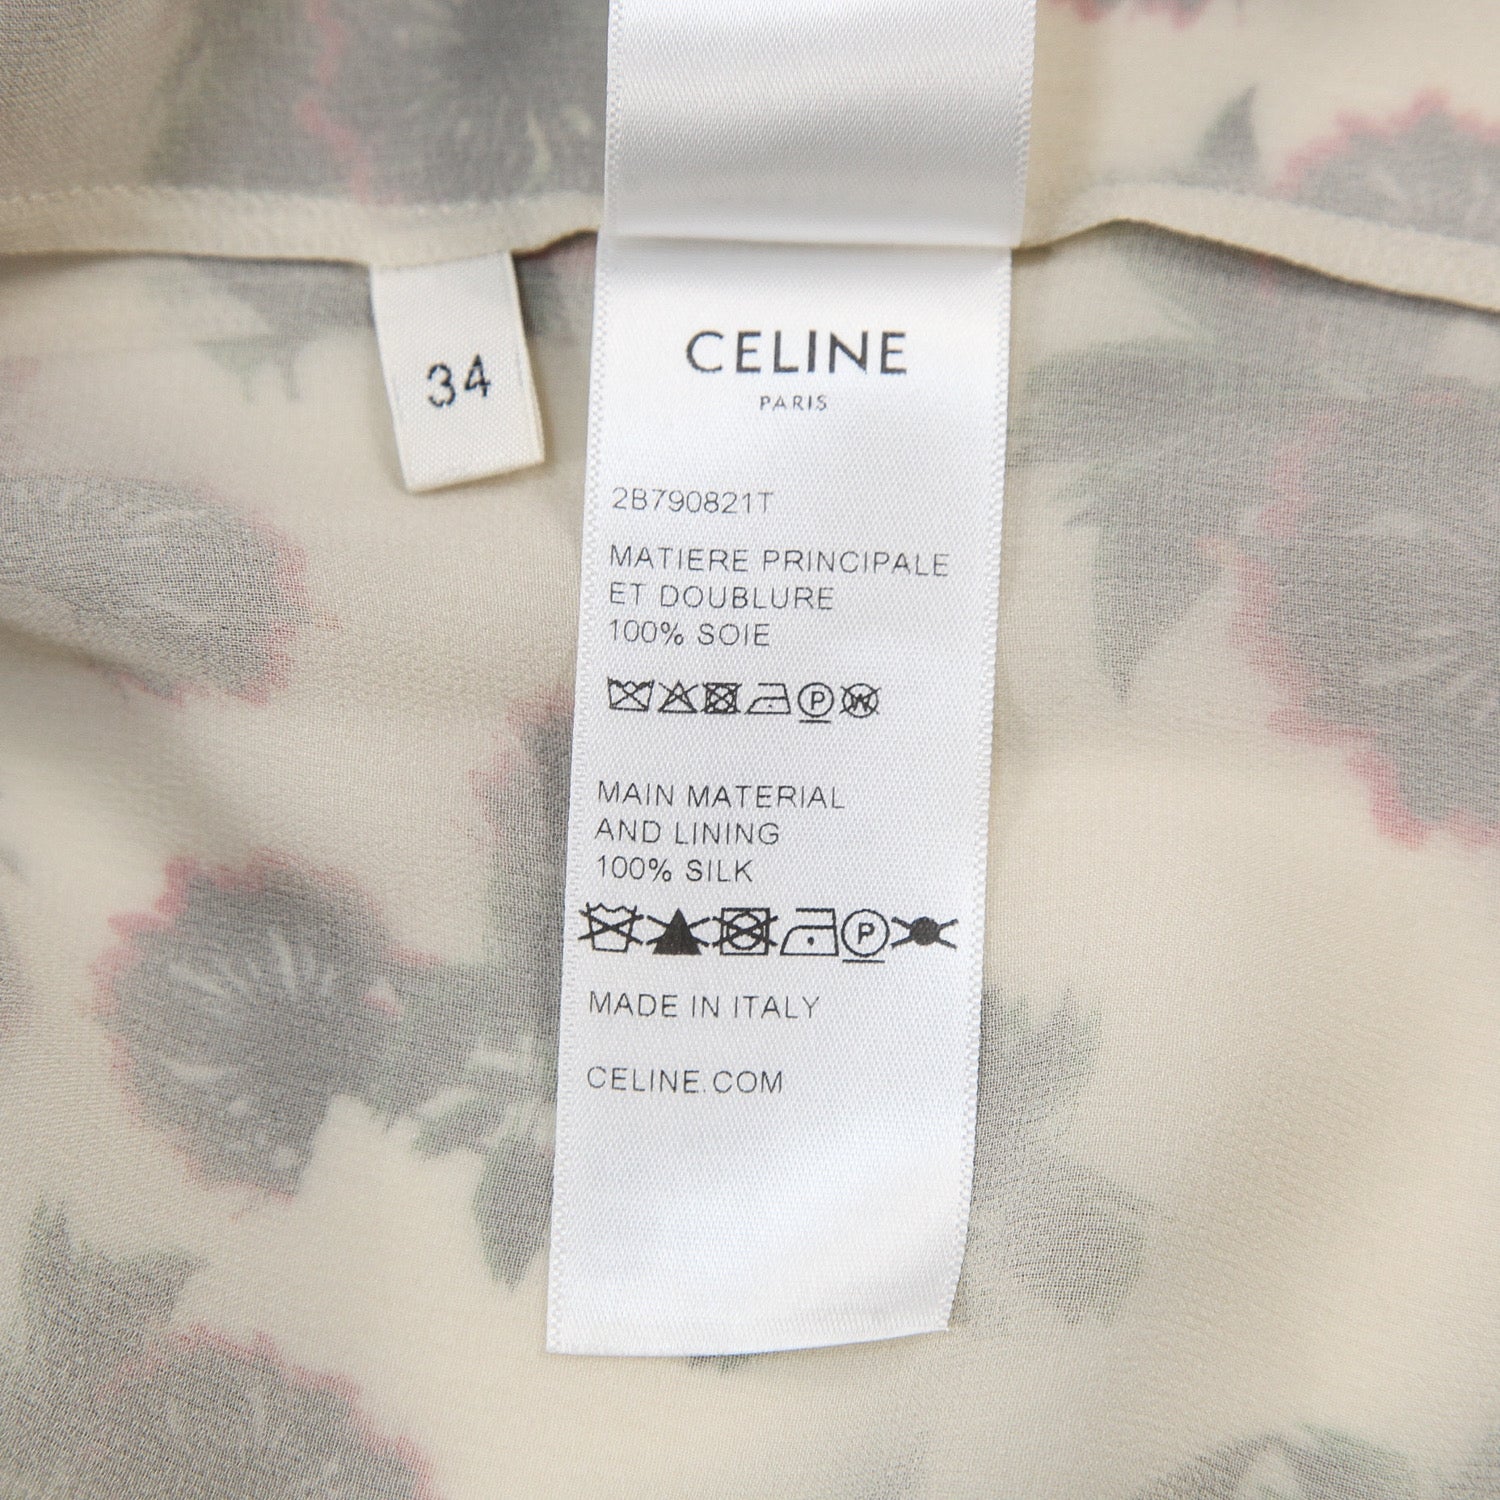 34
CELINE
PARIS
2B790821T
MATIERE PRINCIPALE
ET DOUBLURE
100% SOIE
P W
MAIN MATERIAL
AND LINING
100% SILK
P
MADE IN ITALY
CELINE.COM